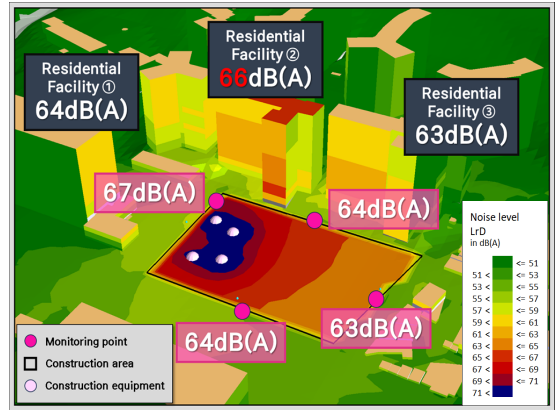 Residential
Facility ①
64dB(A)
Residential
Facility ②
66dB(A)
Residential
Facility ③
63dB(A)
67dB(A)
64dB(A)
64dB(A)
63dB(A)
Monitoring point
Construction area
Construction equipment
Noise level
LrD
in dB(A)
<= 51
51 < <= 53
53 < <= 55
55 < <= 57
57 < <= 59
59 < <= 61
61 < <= 63
63 < <= 65
65 < <= 67
67 < <= 69
69 < <= 71
71 <